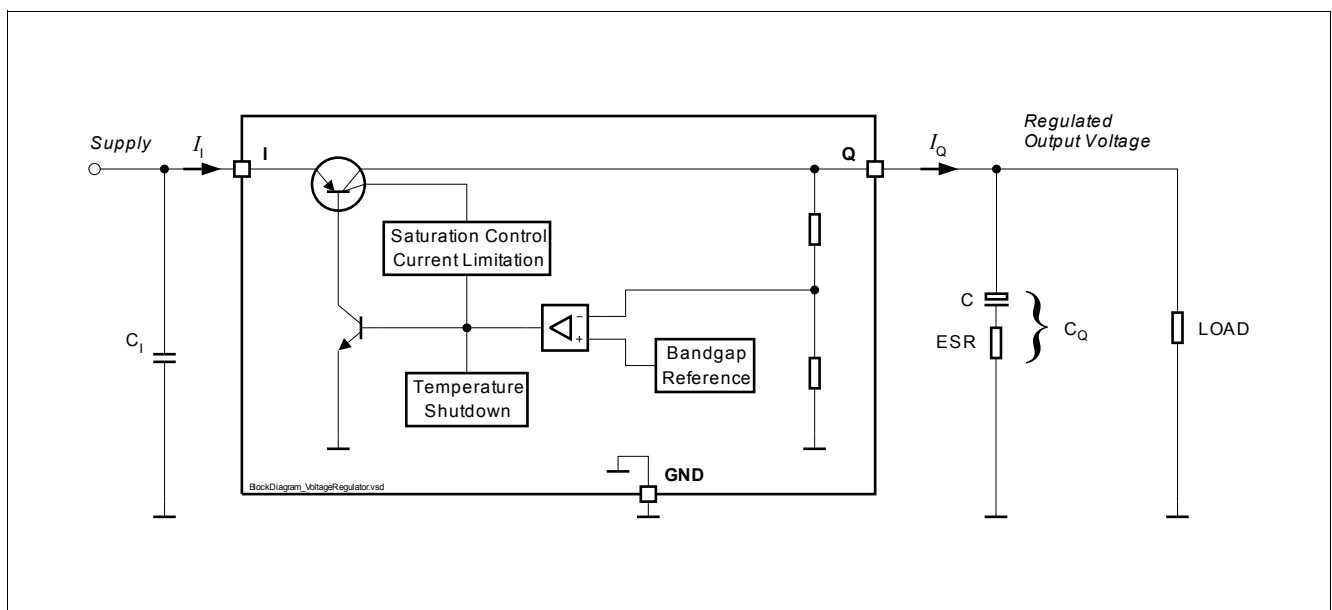 Supply
I_I
I
Q
I_Q
Regulated
Output Voltage
Saturation Control
Current Limitation
C_I
−
+
Bandgap
Reference
Temperature
Shutdown
C
ESR
}
C_Q
LOAD
GND
BlockDiagram_VoltageRegulator.vsd